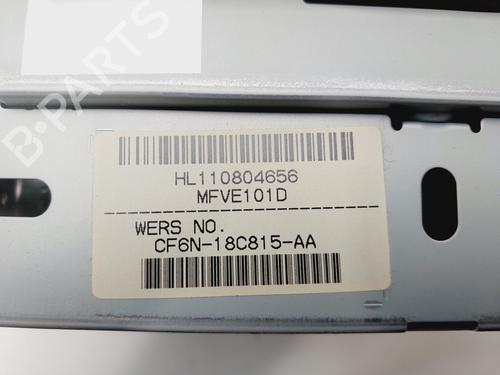 B-PARTS
HL110804656
MFVE101D
WERS NO.
CF6N-18C815-AA